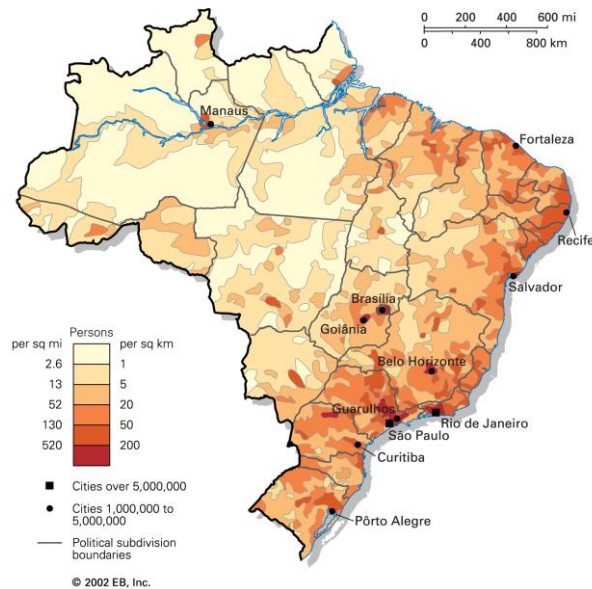 0 200 400 600 mi
0 400 800 km
Manaus
Fortaleza
Recife
Salvador
Brasília
Goiânia
Belo Horizonte
Guarulhos
Rio de Janeiro
São Paulo
Curitiba
Pôrto Alegre
Persons
per sq mi per sq km
2.6 1
13 5
52 20
130 50
520 200
Cities over 5,000,000
Cities 1,000,000 to
5,000,000
Political subdivision
boundaries
© 2002 EB, Inc.